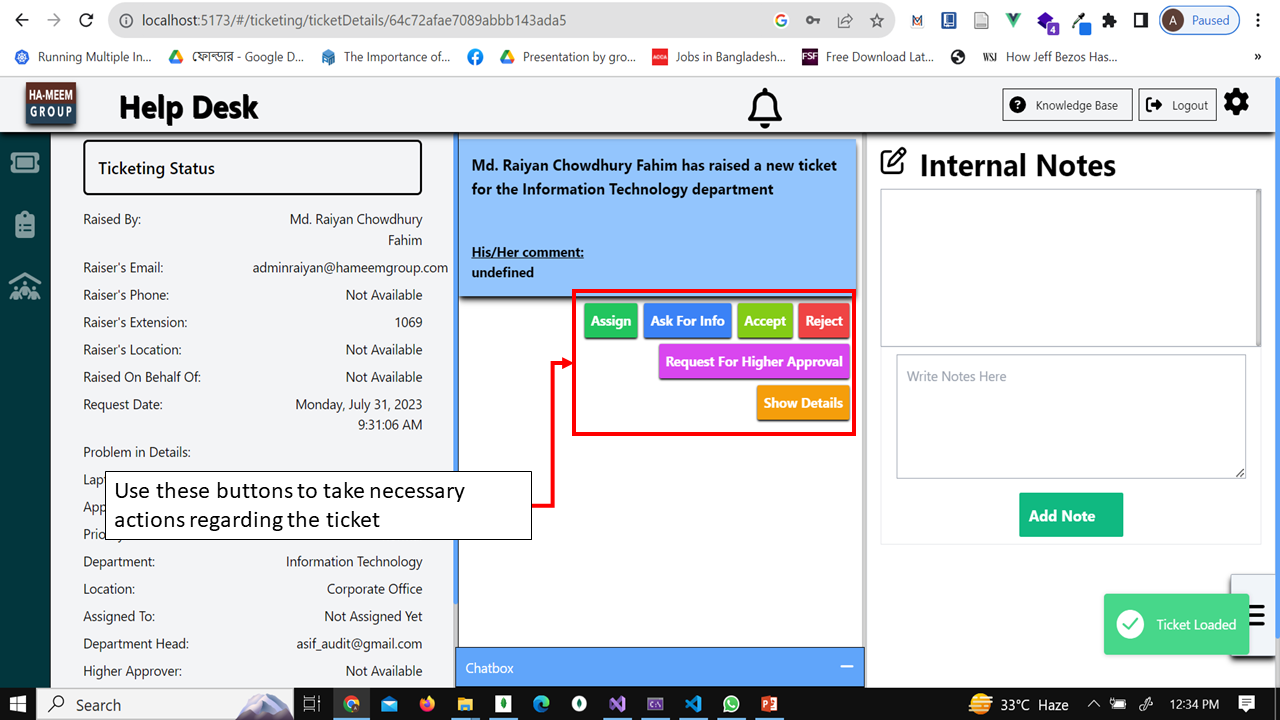 localhost:5173/#/ticketing/ticketDetails/64c72afae7089abbb143ada5
A Paused
4
Running Multiple In...
ফোল্ডার - Google D...
The Importance of...
Presentation by gro...
ACCA
Jobs in Bangladesh...
FSF
Free Download Lat...
WSJ
How Jeff Bezos Has...
»
HA-MEEM
GROUP
Help Desk
Knowledge Base
Logout
Ticketing Status
Raised By: Md. Raiyan Chowdhury
Fahim
Raiser's Email: adminraiyan@hameemgroup.com
Raiser's Phone: Not Available
Raiser's Extension: 1069
Raiser's Location: Not Available
Raised On Behalf Of: Not Available
Request Date: Monday, July 31, 2023
9:31:06 AM
Problem in Details:
Department: Information Technology
Location: Corporate Office
Assigned To: Not Assigned Yet
Department Head: asif_audit@gmail.com
Higher Approver: Not Available
Use these buttons to take necessary
actions regarding the ticket
Md. Raiyan Chowdhury Fahim has raised a new ticket
for the Information Technology department
His/Her comment:
undefined
Assign
Ask For Info
Accept
Reject
Request For Higher Approval
Show Details
Chatbox
Internal Notes
Write Notes Here
Add Note
Ticket Loaded
Search
33°C Haze
12:34 PM